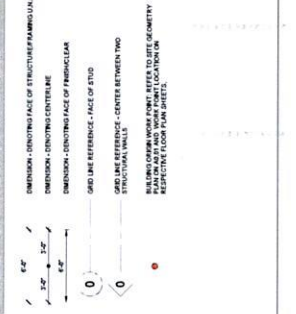 6'-0"
DIMENSION - DENOTING FACE OF STRUCTURE/FRAMING U.N.
3'-0" 3'-0"
DIMENSION - DENOTING CENTERLINE
6'-0"
DIMENSION - DENOTING FACE OF FINISH/CLEAR
0
GRID LINE REFERENCE - FACE OF STUD
0
GRID LINE REFERENCE - CENTER BETWEEN TWO
STRUCTURAL WALLS
BUILDING ORIGIN WORK POINT. REFER TO SITE GEOMETRY
PLAN ON AND WORK POINT LOCATION ON
RESPECTIVE FLOOR PLAN SHEETS.